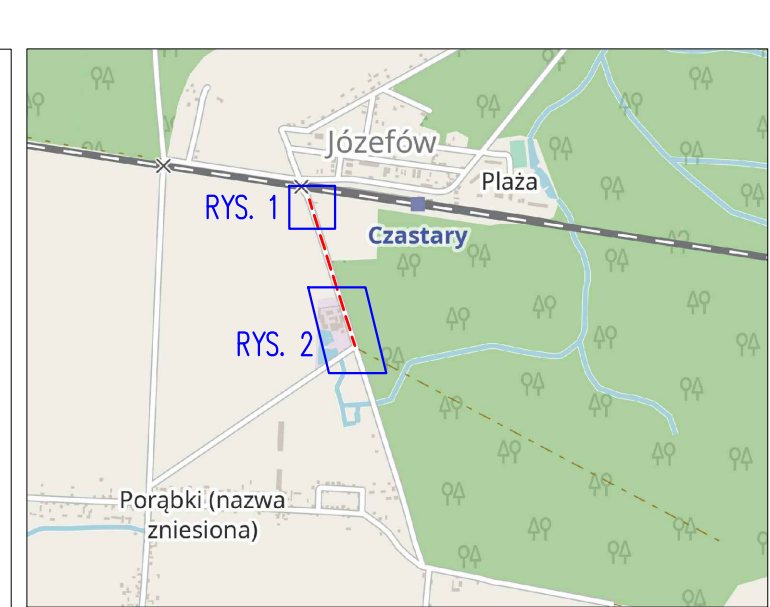 Józefów
Plaża
RYS. 1
Czastary
RYS. 2
Porąbki (nazwa
zniesiona)